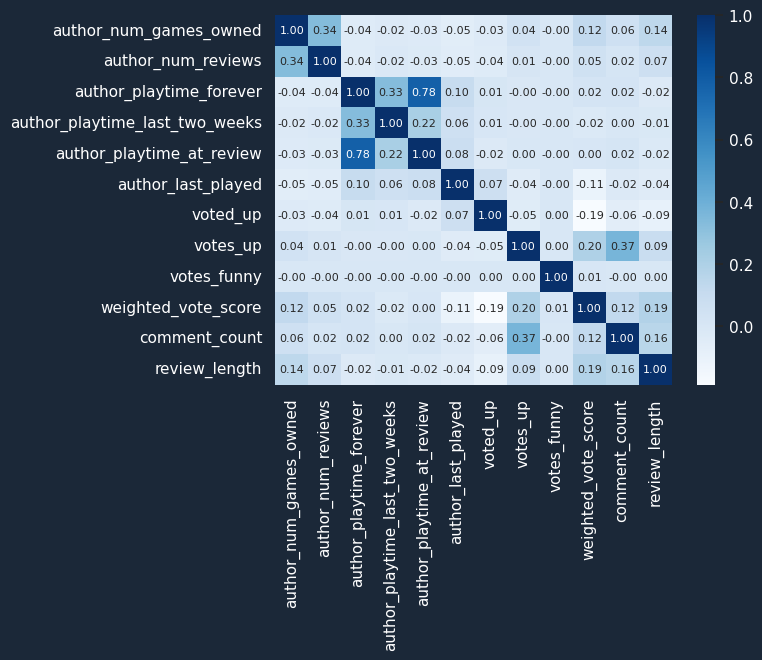 author_num_games_owned 1.00 0.34 -0.04 -0.02 -0.03 -0.05 -0.03 0.04 -0.00 0.12 0.06 0.14
author_num_reviews 0.34 1.00 -0.04 -0.02 -0.03 -0.05 -0.04 0.01 -0.00 0.05 0.02 0.07
author_playtime_forever -0.04 -0.04 1.00 0.33 0.78 0.10 0.01 -0.00 -0.00 0.02 0.02 -0.02
author_playtime_last_two_weeks -0.02 -0.02 0.33 1.00 0.22 0.06 0.01 -0.00 -0.00 -0.02 0.00 -0.01
author_playtime_at_review -0.03 -0.03 0.78 0.22 1.00 0.08 -0.02 0.00 -0.00 0.00 0.02 -0.02
author_last_played -0.05 -0.05 0.10 0.06 0.08 1.00 0.07 -0.04 -0.00 -0.11 -0.02 -0.04
voted_up -0.03 -0.04 0.01 0.01 -0.02 0.07 1.00 -0.05 0.00 -0.19 -0.06 -0.09
votes_up 0.04 0.01 -0.00 -0.00 0.00 -0.04 -0.05 1.00 0.00 0.20 0.37 0.09
votes_funny -0.00 -0.00 -0.00 -0.00 -0.00 -0.00 0.00 0.00 1.00 0.01 -0.00 0.00
weighted_vote_score 0.12 0.05 0.02 -0.02 0.00 -0.11 -0.19 0.20 0.01 1.00 0.12 0.19
comment_count 0.06 0.02 0.02 0.00 0.02 -0.02 -0.06 0.37 -0.00 0.12 1.00 0.16
review_length 0.14 0.07 -0.02 -0.01 -0.02 -0.04 -0.09 0.09 0.00 0.19 0.16 1.00
author_num_games_owned
author_num_reviews
author_playtime_forever
author_playtime_last_two_weeks
author_playtime_at_review
author_last_played
voted_up
votes_up
votes_funny
weighted_vote_score
comment_count
review_length
1.0
0.8
0.6
0.4
0.2
0.0